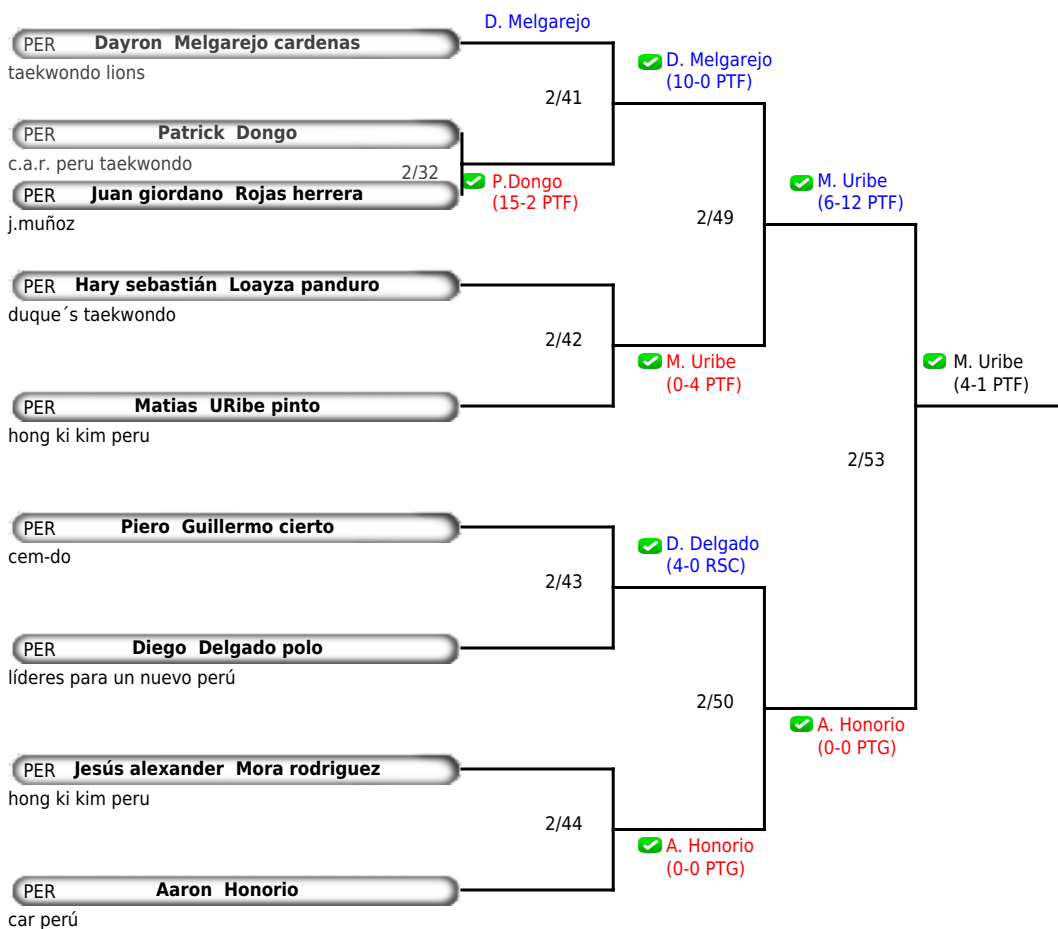 D. Melgarejo
PER Dayron Melgarejo cardenas
taekwondo lions
D. Melgarejo
(10-0 PTF)
2/41
PER Patrick Dongo
c.a.r. peru taekwondo
2/32
P.Dongo
(15-2 PTF)
PER Juan giordano Rojas herrera
j.muñoz
M. Uribe
(6-12 PTF)
2/49
PER Hary sebastián Loayza panduro
duque´s taekwondo
2/42
M. Uribe
(0-4 PTF)
M. Uribe
(4-1 PTF)
PER Matias URibe pinto
hong ki kim peru
2/53
PER Piero Guillermo cierto
cem-do
D. Delgado
(4-0 RSC)
2/43
PER Diego Delgado polo
líderes para un nuevo perú
2/50
A. Honorio
(0-0 PTG)
PER Jesús alexander Mora rodriguez
hong ki kim peru
2/44
A. Honorio
(0-0 PTG)
PER Aaron Honorio
car perú